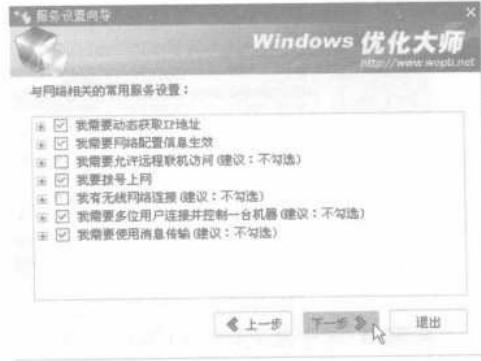 服务设置向导
Windows 优化大师
http://www.wopti.net
与网络相关的常用服务设置：
我需要动态获取IP地址
我需要网络配置信息生效
我需要允许远程联机访问(建议：不勾选)
我要拨号上网
我有无线网络连接(建议：不勾选)
我需要多位用户连接并控制一台机器(建议：不勾选)
我需要使用消息传输(建议：不勾选)
上一步 下一步 退出